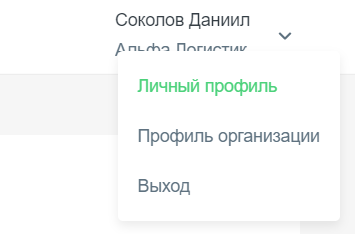 Соколов Даниил
Альфа Логистик
Личный профиль
Профиль организации
Выход